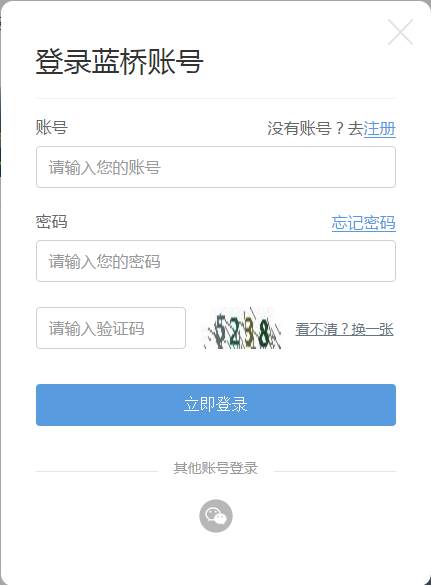 登录蓝桥账号
账号 没有账号？去注册
请输入您的账号
密码 忘记密码
请输入您的密码
请输入验证码 5238 看不清？换一张
立即登录
其他账号登录